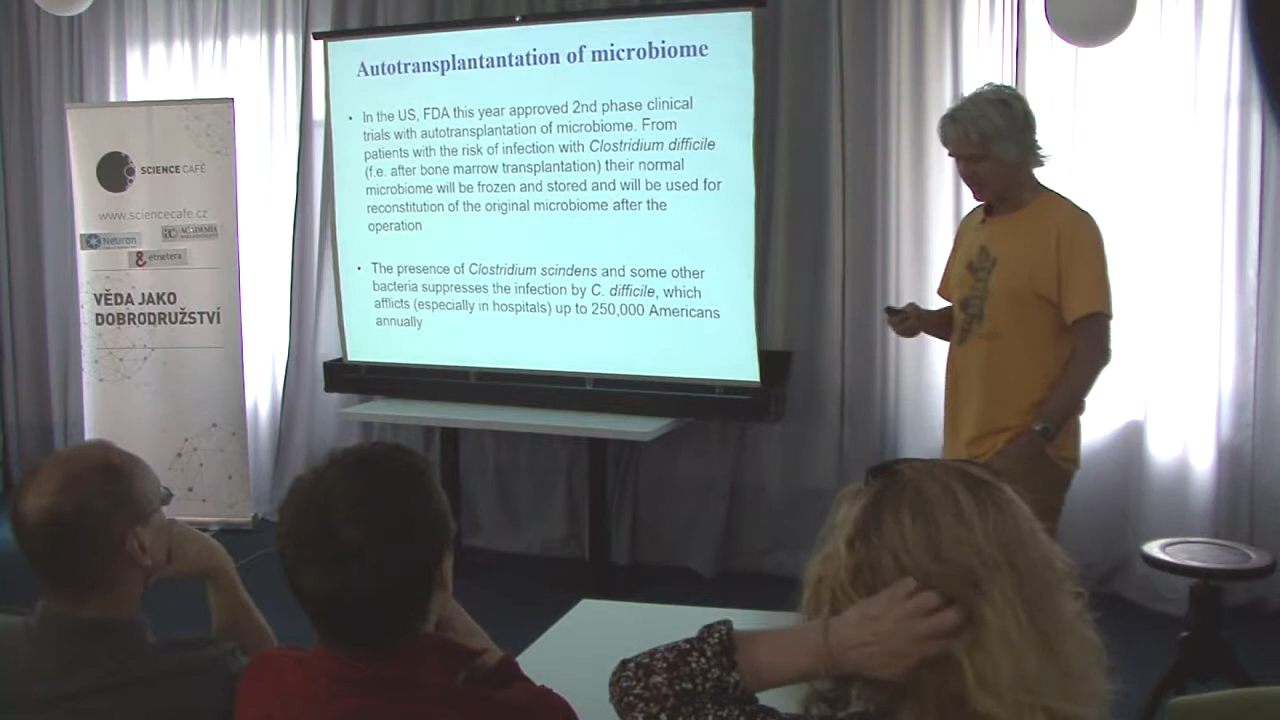 Autotransplantantation of microbiome
• In the US, FDA this year approved 2nd phase clinical
trials with autotransplantation of microbiome. From
patients with the risk of infection with Clostridium difficile
(f.e. after bone marrow transplantation) their normal
microbiome will be frozen and stored and will be used for
reconstitution of the original microbiome after the
operation
• The presence of Clostridium scindens and some other
bacteria suppresses the infection by C. difficile, which
afflicts (especially in hospitals) up to 250,000 Americans
annually
SCIENCE CAFÉ
www.sciencecafe.cz
Neuron
ACADEMIA
etnetera
VĚDA JAKO
DOBRODRUŽSTVÍ